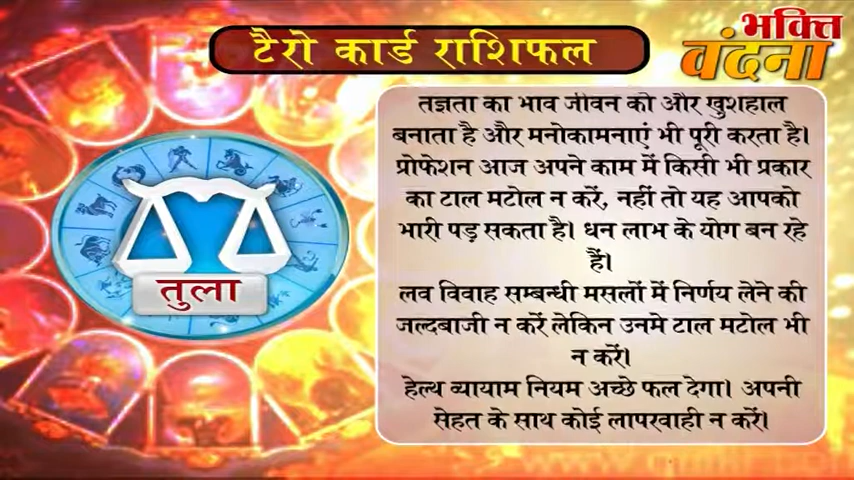 टैरो कार्ड राशिफल
भक्ति
वंदना
तज्ञता का भाव जीवन को और खुशहाल
बनाता है और मनोकामनाएं भी पूरी करता है।
प्रोफेशन आज अपने काम में किसी भी प्रकार
का टाल मटोल न करें, नहीं तो यह आपको
भारी पड़ सकता है। धन लाभ के योग बन रहे
हैं।
लव विवाह सम्बन्धी मसलों में निर्णय लेने की
जल्दबाजी न करें लेकिन उनमे टाल मटोल भी
न करें।
हेल्थ व्यायाम नियम अच्छे फल देगा। अपनी
सेहत के साथ कोई लापरवाही न करें।
तुला